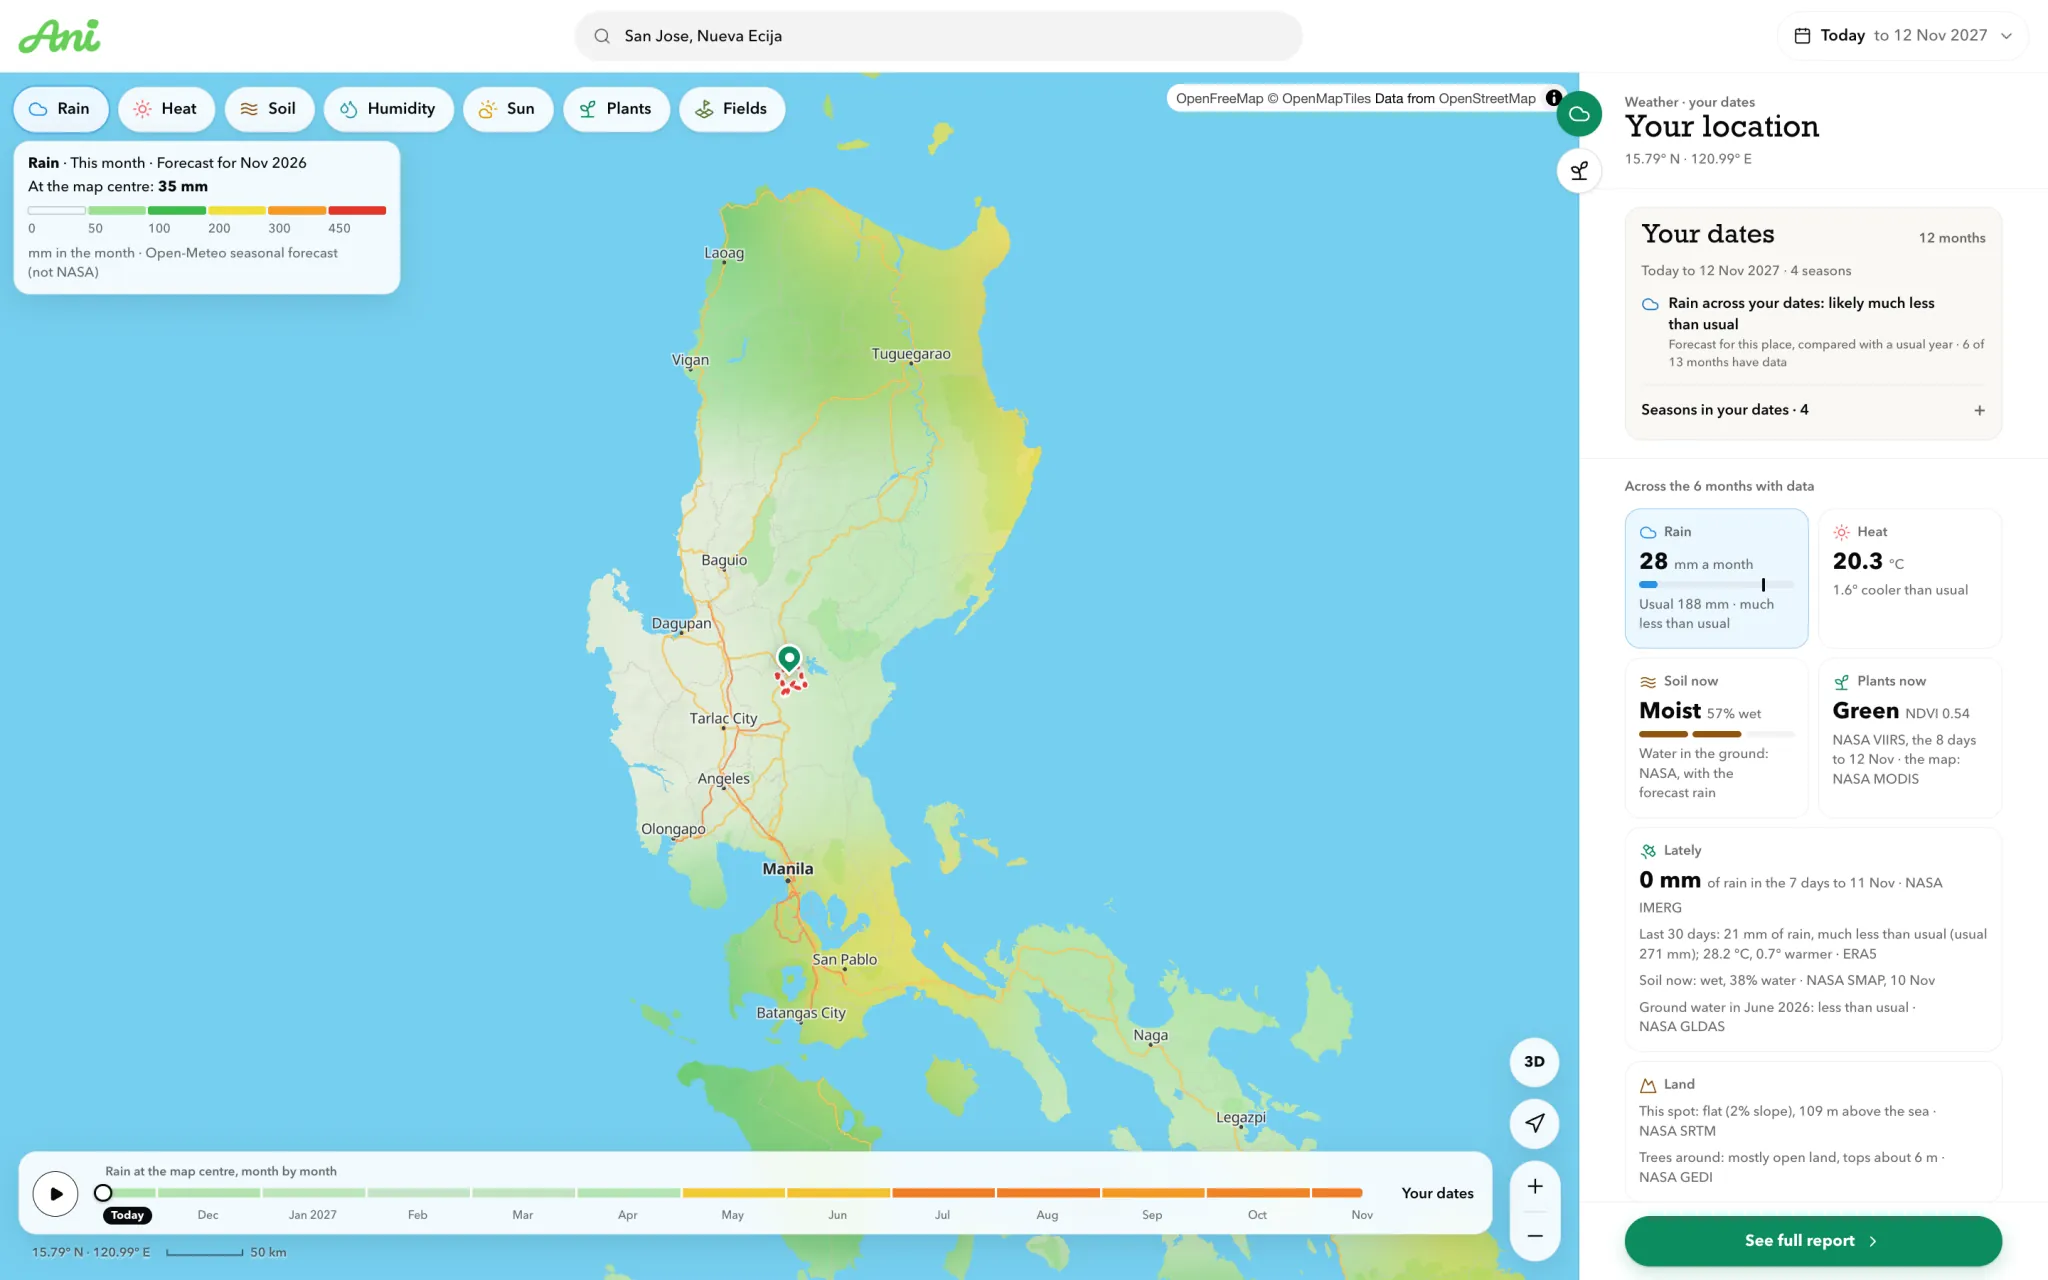 Ani
San Jose, Nueva Ecija
Today to 12 Nov 2027
Rain
Heat
Soil
Humidity
Sun
Plants
Fields
OpenFreeMap © OpenMapTiles Data from OpenStreetMap
Rain · This month · Forecast for Nov 2026
At the map centre: 35 mm
0 50 100 200 300 450
mm in the month · Open-Meteo seasonal forecast
(not NASA)
Laoag
Vigan
Tuguegarao
Baguio
Dagupan
Tarlac City
Angeles
Olongapo
Manila
San Pablo
Batangas City
Naga
Legazpi
3D
Rain at the map centre, month by month
Today Dec Jan 2027 Feb Mar Apr May Jun Jul Aug Sep Oct Nov
Your dates
15.79° N · 120.99° E
50 km
Weather · your dates
Your location
15.79° N · 120.99° E
Your dates
12 months
Today to 12 Nov 2027 · 4 seasons
Rain across your dates: likely much less
than usual
Forecast for this place, compared with a usual year · 6 of
13 months have data
Seasons in your dates · 4
Across the 6 months with data
Rain
28 mm a month
Usual 188 mm · much
less than usual
Heat
20.3 °C
1.6° cooler than usual
Soil now
Moist 57% wet
Water in the ground:
NASA, with the
forecast rain
Plants now
Green NDVI 0.54
NASA VIIRS, the 8 days
to 12 Nov · the map:
NASA MODIS
Lately
0 mm of rain in the 7 days to 11 Nov · NASA
IMERG
Last 30 days: 21 mm of rain, much less than usual (usual
271 mm); 28.2 °C, 0.7° warmer · ERA5
Soil now: wet, 38% water · NASA SMAP, 10 Nov
Ground water in June 2026: less than usual ·
NASA GLDAS
Land
This spot: flat (2% slope), 109 m above the sea ·
NASA SRTM
Trees around: mostly open land, tops about 6 m ·
NASA GEDI
See full report